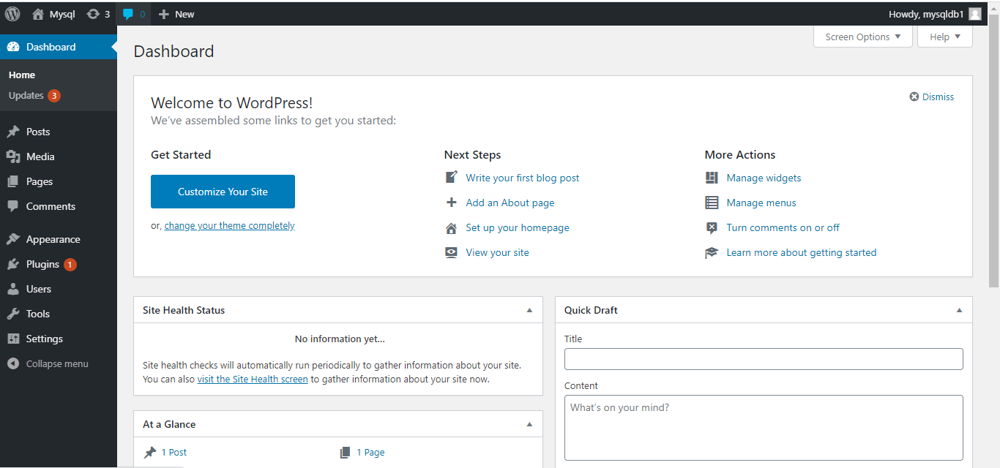 Mysql 3 0 New Howdy, mysqldb1
Screen Options Help
Dashboard
Home
Updates 3
Posts
Media
Pages
Comments
Appearance
Plugins 1
Users
Tools
Settings
Collapse menu
Dashboard
Welcome to WordPress!
Dismiss
We've assembled some links to get you started:
Get Started
Customize Your Site
or, change your theme completely
Next Steps
Write your first blog post
Add an About page
Set up your homepage
View your site
More Actions
Manage widgets
Manage menus
Turn comments on or off
Learn more about getting started
Site Health Status
No information yet...
Site health checks will automatically run periodically to gather information about your site.
You can also visit the Site Health screen to gather information about your site now.
At a Glance
1 Post 1 Page
Quick Draft
Title
Content
What's on your mind?